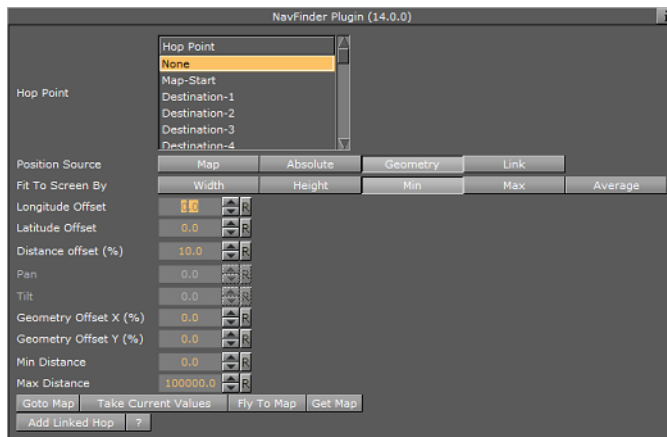 NavFinder Plugin (14.0.0)
Hop Point
Hop Point
None
Map-Start
Destination-1
Destination-2
Destination-3
Destination-4
Position Source Map Absolute Geometry Link
Fit To Screen By Width Height Min Max Average
Longitude Offset 0.0 R
Latitude Offset 0.0 R
Distance offset (%) 10.0 R
Pan 0.0 R
Tilt 0.0 R
Geometry Offset X (%) 0.0 R
Geometry Offset Y (%) 0.0 R
Min Distance 0.0 R
Max Distance 100000.0 R
Goto Map Take Current Values Fly To Map Get Map
Add Linked Hop ?